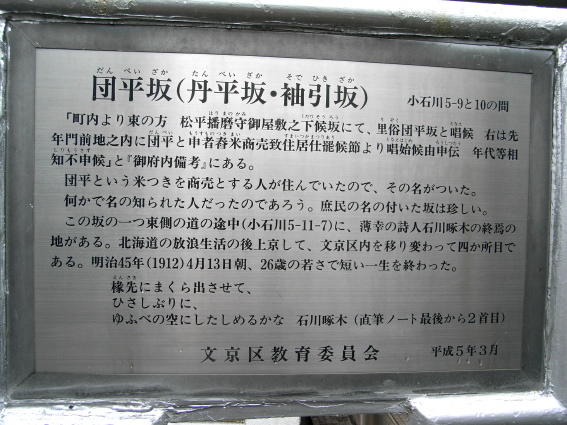 団平坂(丹平坂・袖引坂) 小石川5-9と10の間
「町内より東の方 松平播磨守御屋敷之下候坂にて、里俗団平坂と唱候 右は先
年門前地之内に団平と申者舂米商売致住居仕罷候節より唱始候由申伝 年代等相
知不申候」と『御府内備考』にある。
団平という米つきを商売とする人が住んでいたので、その名がついた。
何かで名の知られた人だったのであろう。庶民の名の付いた坂は珍しい。
この坂の一つ東側の道の途中(小石川5-11-7)に、薄幸の詩人石川啄木の終焉の
地がある。北海道の放浪生活の後上京して、文京区内を移り変わって四か所目で
ある。明治45年(1912)4月13日朝、26歳の若さで短い一生を終わった。
椽先にまくら出させて、
ひさしぶりに、
ゆふべの空にしたしめるかな 石川啄木(直筆ノート最後から2首目)
文京区教育委員会 平成5年3月